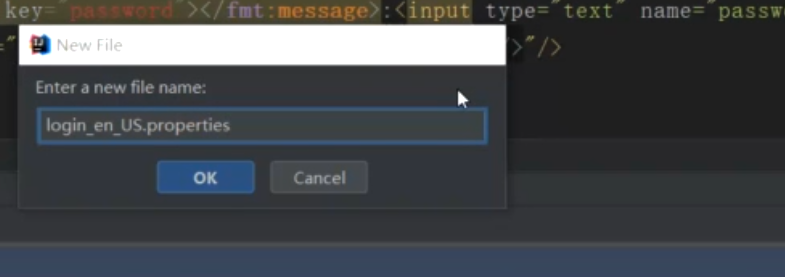 key="password"></fmt:message>:<input type="text" name="passw
New File
="
>"/>
Enter a new file name:
login_en_US.properties
OK Cancel